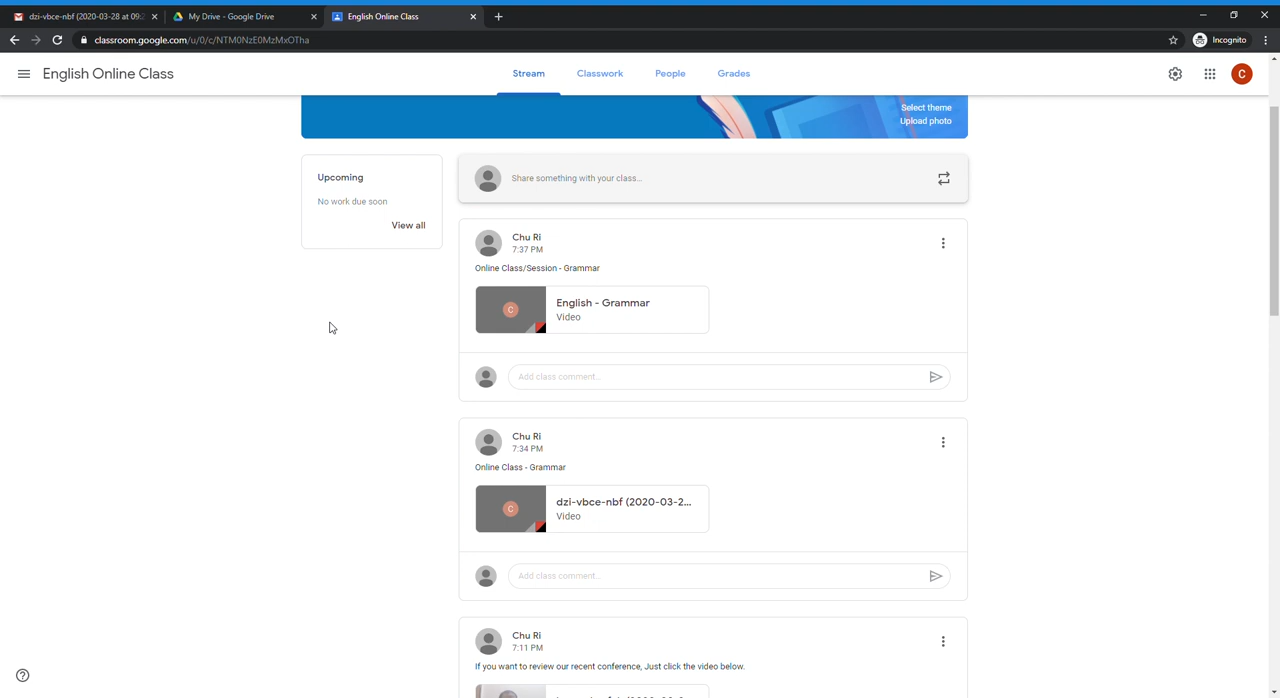 dzi-vbce-nbf (2020-03-28 at 09:2
My Drive - Google Drive
English Online Class
classroom.google.com/u/0/c/NTM0NzE0MzMxOTha
Incognito
English Online Class
Stream
Classwork
People
Grades
C
Select theme
Upload photo
Upcoming
No work due soon
View all
Share something with your class...
Chu Ri
7:37 PM
Online Class/Session - Grammar
C
English - Grammar
Video
Add class comment...
Chu Ri
7:34 PM
Online Class - Grammar
C
dzi-vbce-nbf (2020-03-2...
Video
Add class comment...
Chu Ri
7:11 PM
If you want to review our recent conference, Just click the video below.